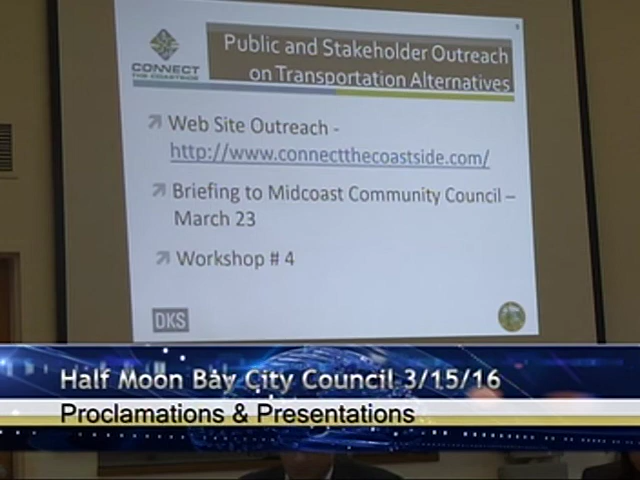 CONNECT
THE COASTSIDE
Public and Stakeholder Outreach
on Transportation Alternatives
Web Site Outreach -
http://www.connectthecoastside.com/
Briefing to Midcoast Community Council –
March 23
Workshop # 4
DKS
Half Moon Bay City Council 3/15/16
Proclamations & Presentations